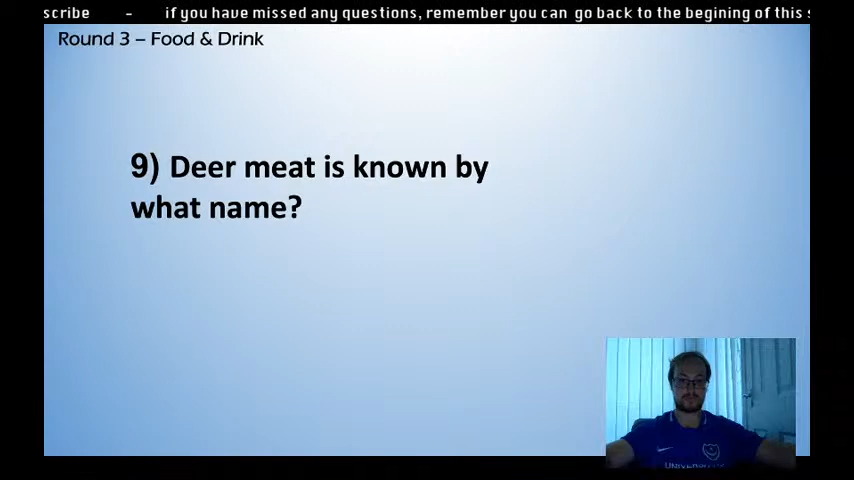 scribe - if you have missed any questions, remember you can go back to the begining of this s
Round 3 – Food & Drink
9) Deer meat is known by
what name?